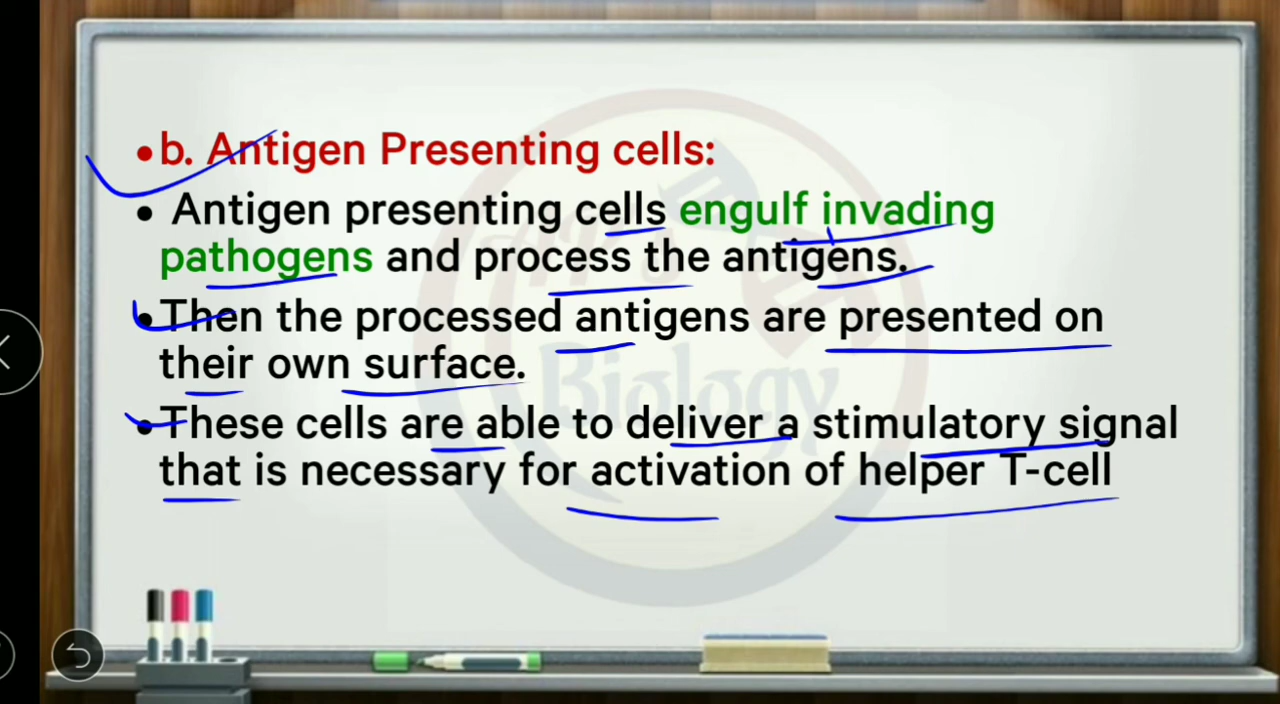 •b. Antigen Presenting cells:
• Antigen presenting cells engulf invading
pathogens and process the antigens.
•Then the processed antigens are presented on
their own surface.
•These cells are able to deliver a stimulatory signal
that is necessary for activation of helper T-cell
Biology